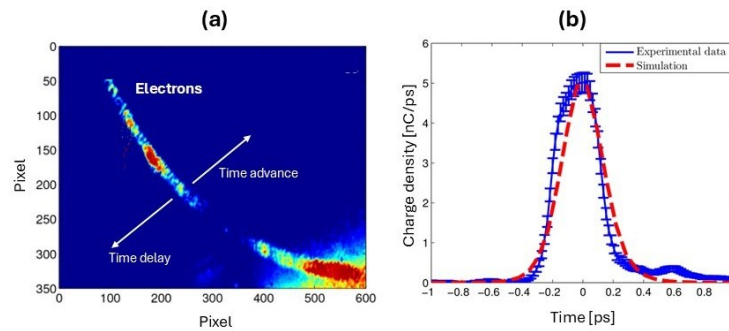 (a)
0
50
100
150
200
250
300
350
Pixel
0 100 200 300 400 500 600
Pixel
Electrons
Time advance
Time delay
(b)
6
5
4
3
2
1
0
Charge density [nC/ps]
-1 -0.8 -0.6 -0.4 -0.2 0 0.2 0.4 0.6 0.8
Time [ps]
Experimental data
Simulation